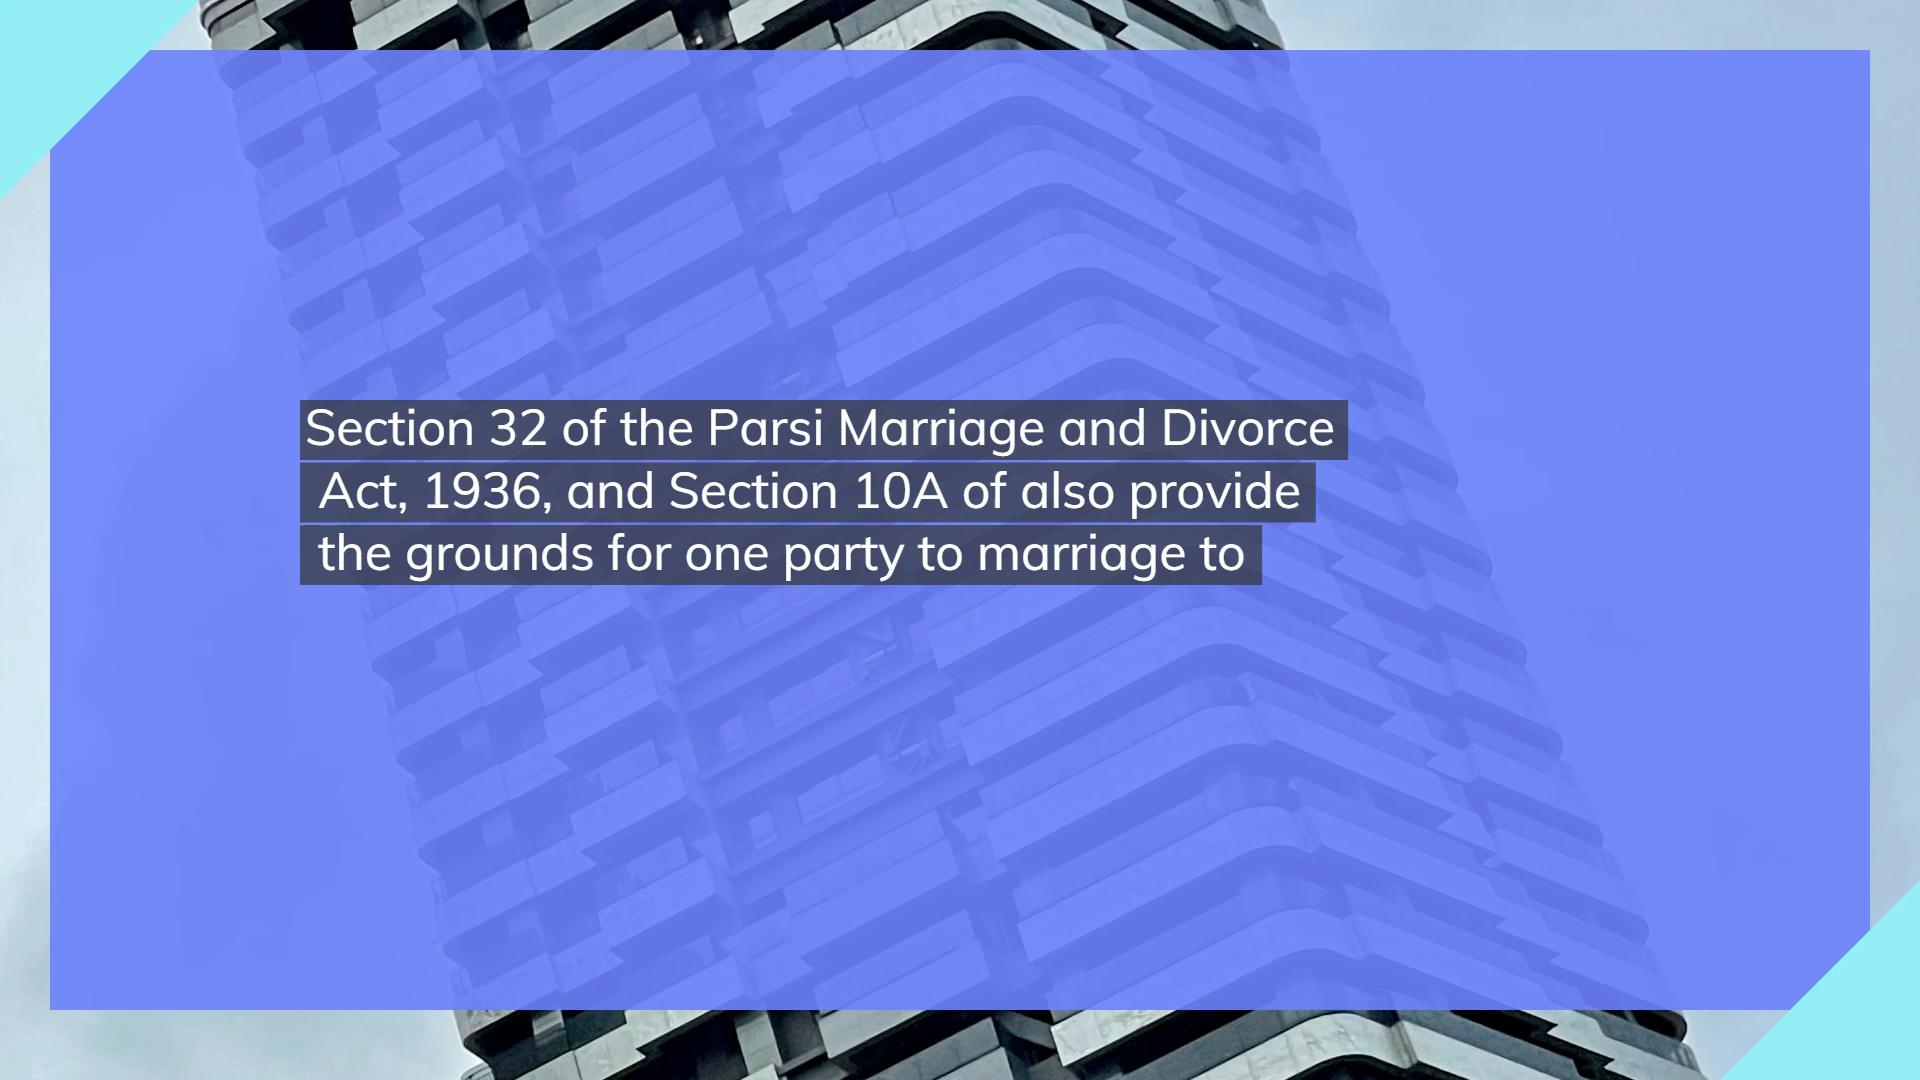 Section 32 of the Parsi Marriage and Divorce
Act, 1936, and Section 10A of also provide
the grounds for one party to marriage to